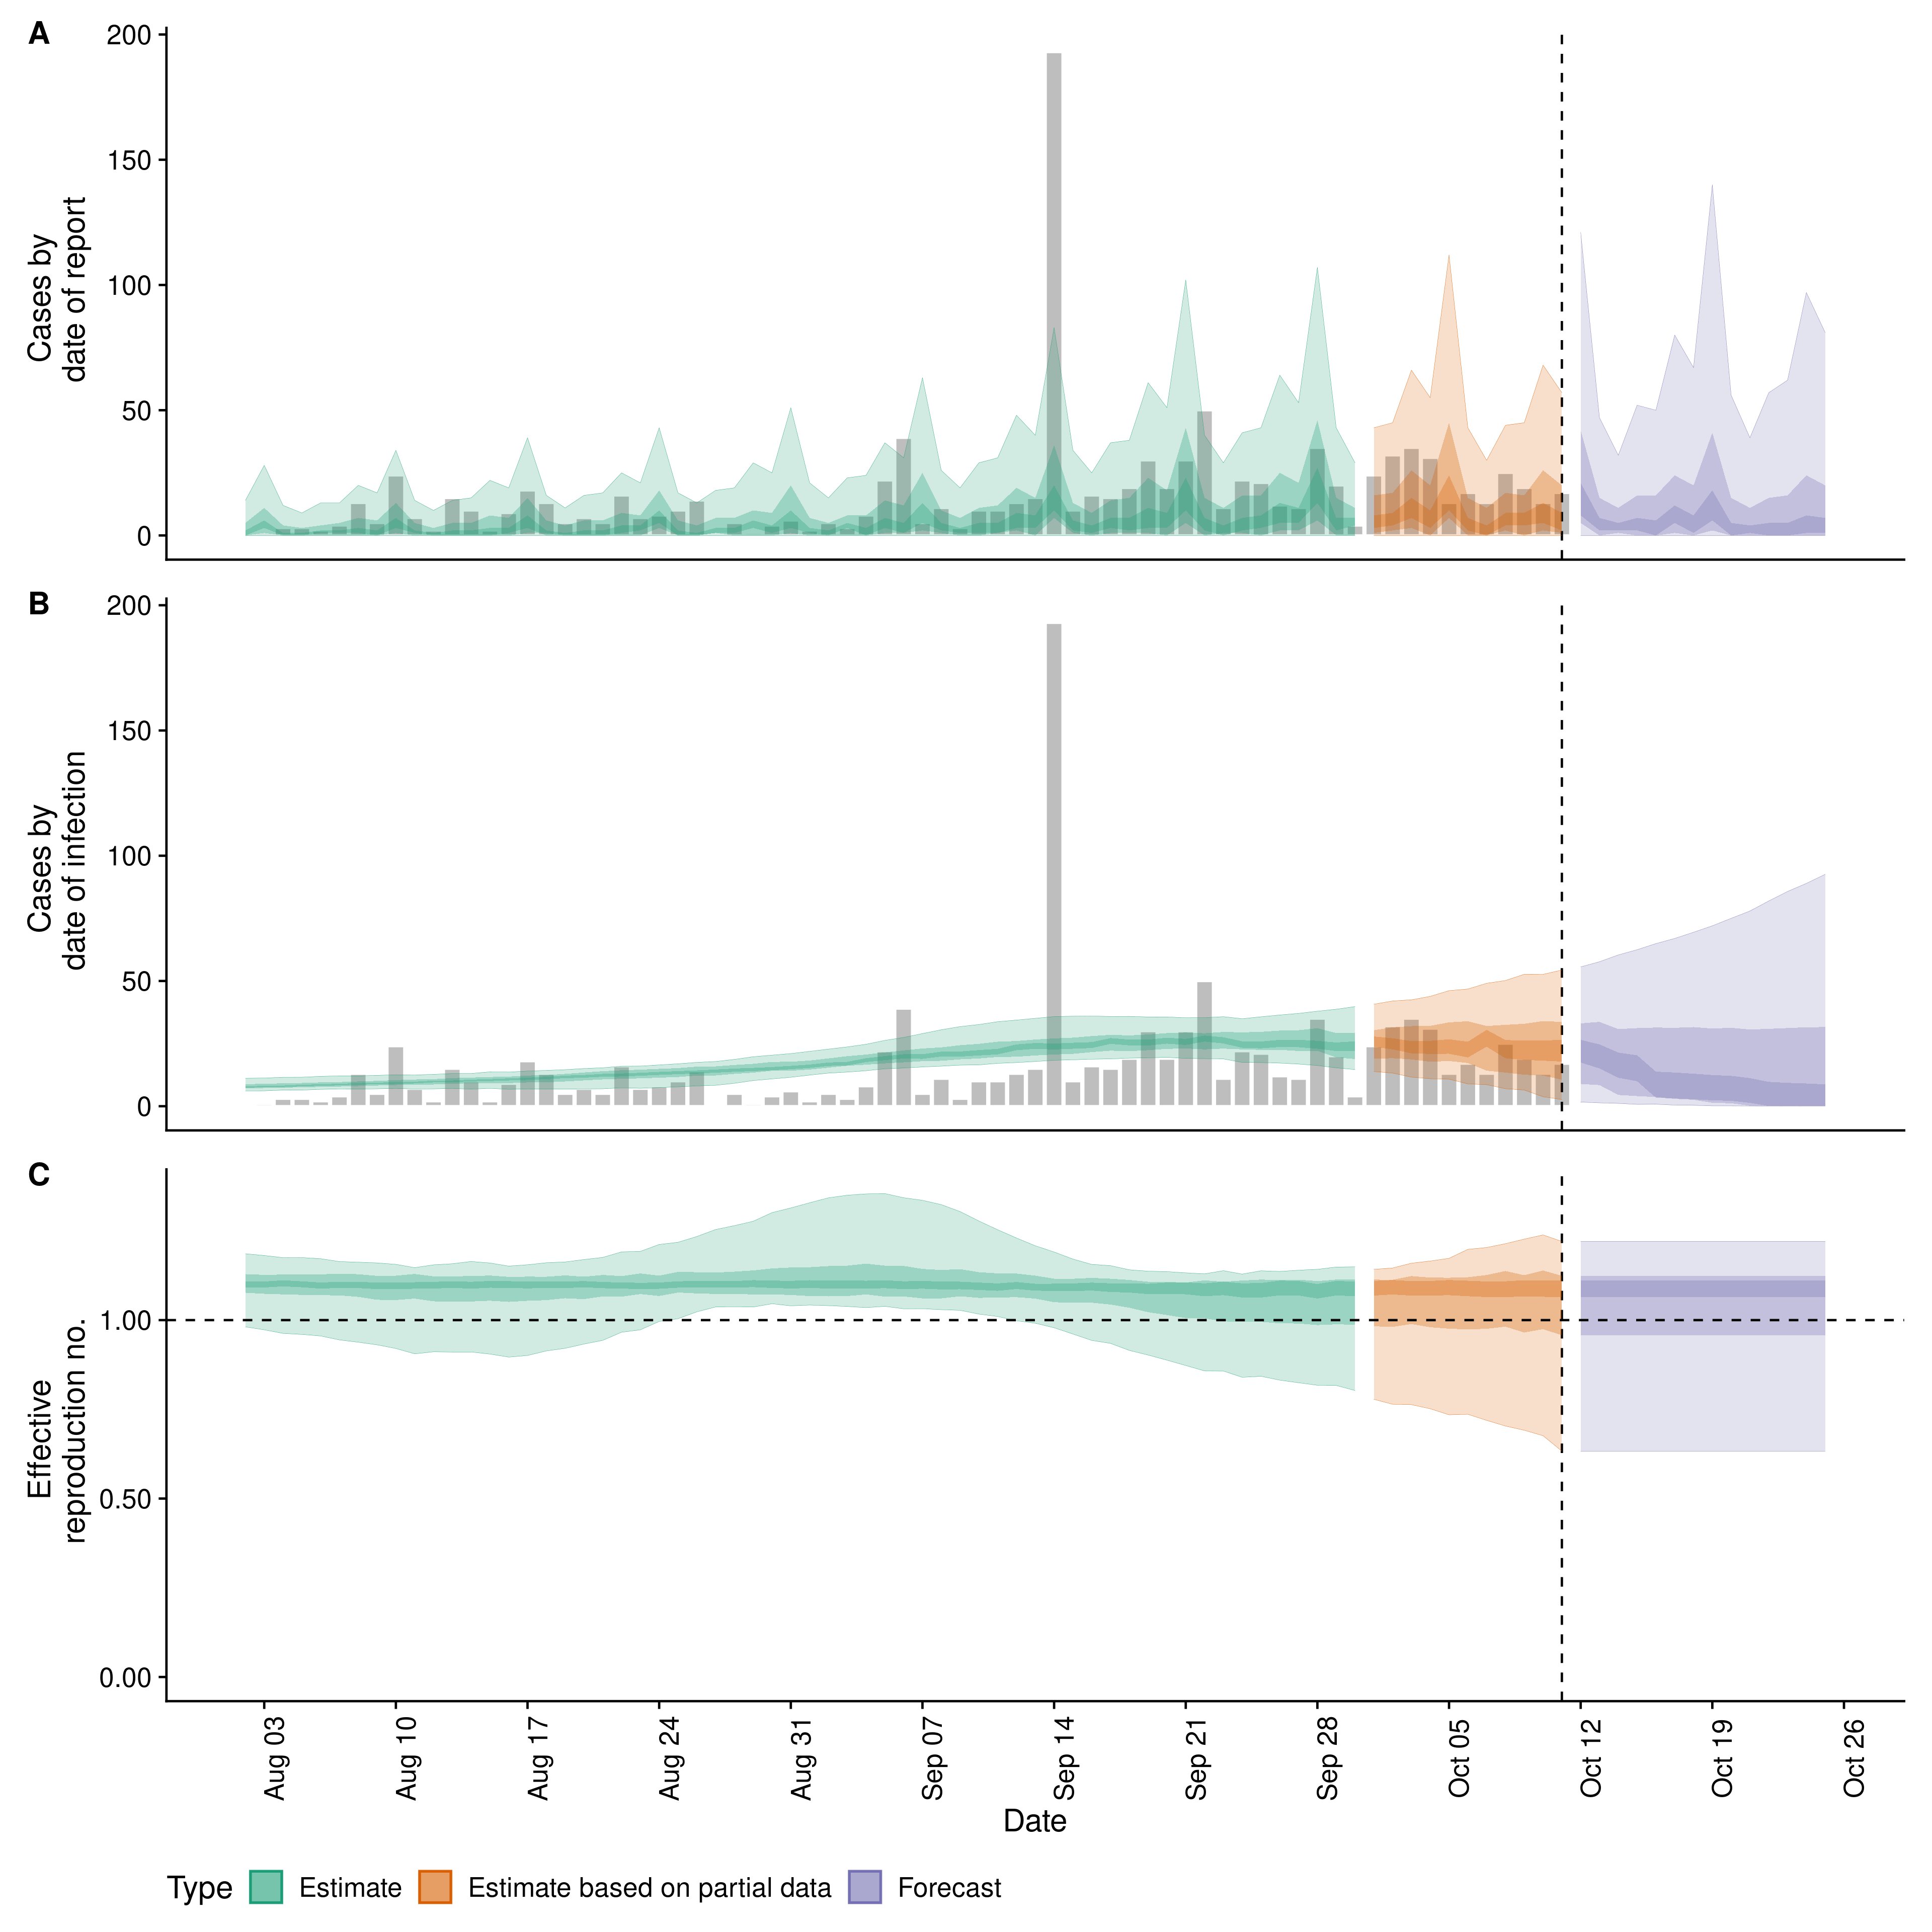 A
Cases by
date of report
200
150
100
50
0
B
Cases by
date of infection
200
150
100
50
0
C
Effective
reproduction no.
1.00
0.50
0.00
Aug 03
Aug 10
Aug 17
Aug 24
Aug 31
Sep 07
Sep 14
Sep 21
Sep 28
Oct 05
Oct 12
Oct 19
Oct 26
Date
Type Estimate Estimate based on partial data Forecast